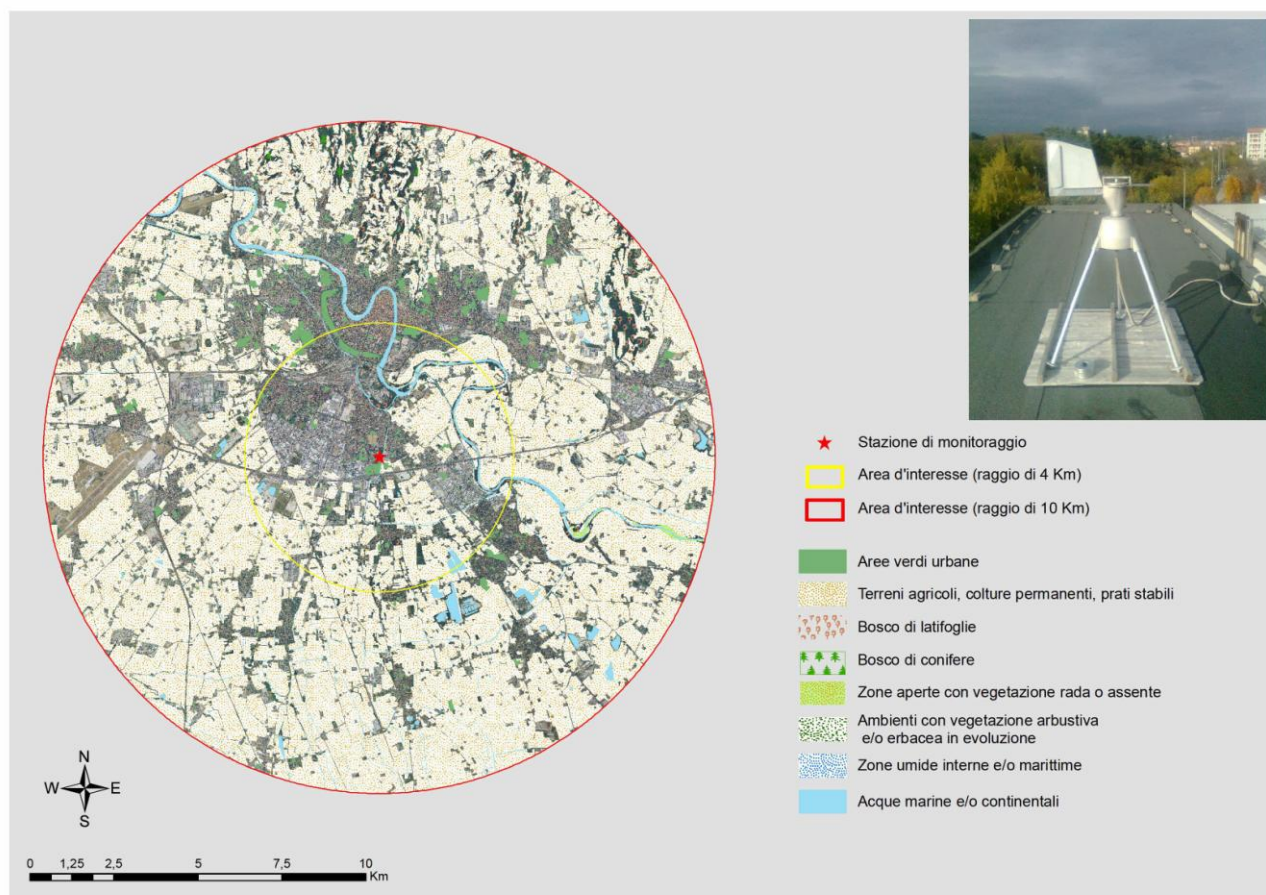 Stazione di monitoraggio
Area d'interesse (raggio di 4 Km)
Area d'interesse (raggio di 10 Km)
Aree verdi urbane
Terreni agricoli, colture permanenti, prati stabili
Bosco di latifoglie
Bosco di conifere
Zone aperte con vegetazione rada o assente
Ambienti con vegetazione arbustiva
e/o erbacea in evoluzione
Zone umide interne e/o marittime
Acque marine e/o continentali
N
W E
S
0 1,25 2,5 5 7,5 10
Km